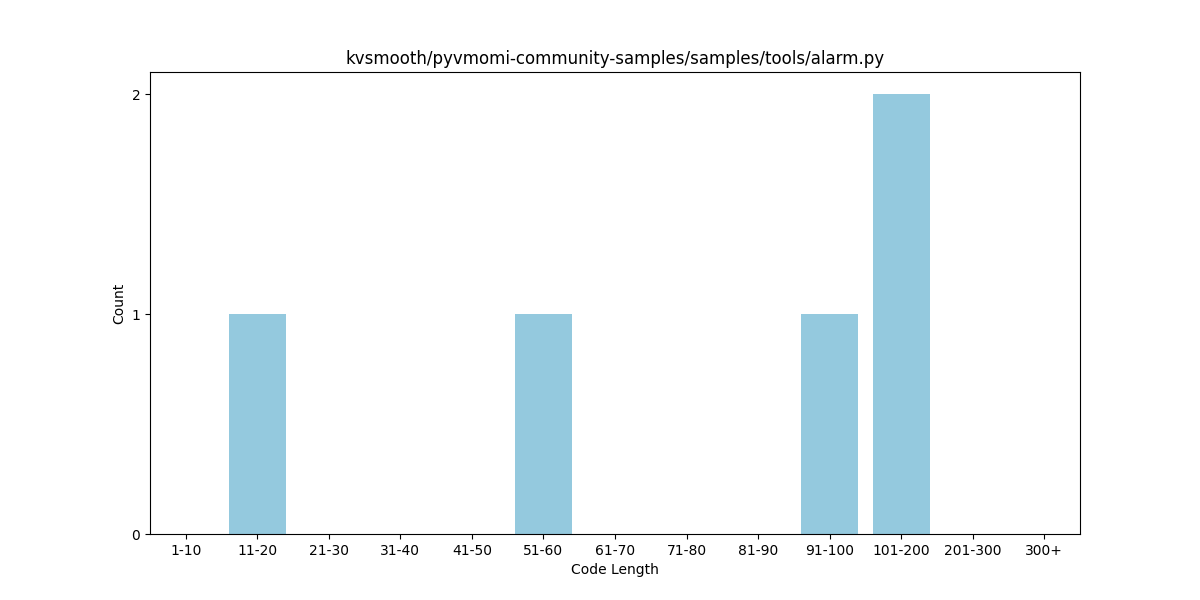 kvsmooth/pyvmomi-community-samples/samples/tools/alarm.py
2
1
0
Count
1-10 11-20 21-30 31-40 41-50 51-60 61-70 71-80 81-90 91-100 101-200 201-300 300+
Code Length